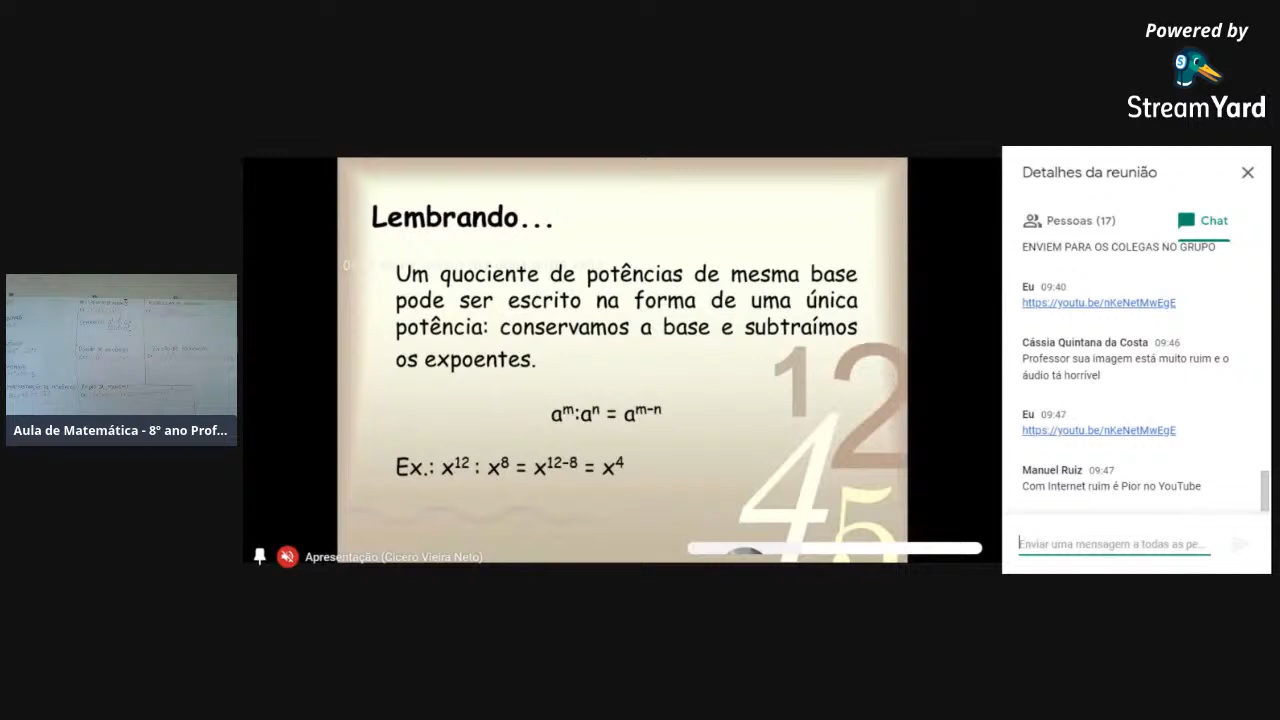 Powered by
StreamYard
Lembrando...
Um quociente de potências de mesma base
pode ser escrito na forma de uma única
potência: conservamos a base e subtraímos
os expoentes.
aᵐ:aⁿ = aᵐ⁻ⁿ
Ex.: x¹² : x⁸ = x¹²⁻⁸ = x⁴
12
45
Apresentação (Cicero Vieira Neto)
Aula de Matemática - 8º ano Prof...
Detalhes da reunião
Pessoas (17)
Chat
ENVIEM PARA OS COLEGAS NO GRUPO
Eu 09:40
https://youtu.be/nKeNetMwEgE
Cássia Quintana da Costa 09:46
Professor sua imagem está muito ruim e o
áudio tá horrível
Eu 09:47
https://youtu.be/nKeNetMwEgE
Manuel Ruiz 09:47
Com Internet ruim é Pior no YouTube
Enviar uma mensagem a todas as pe...